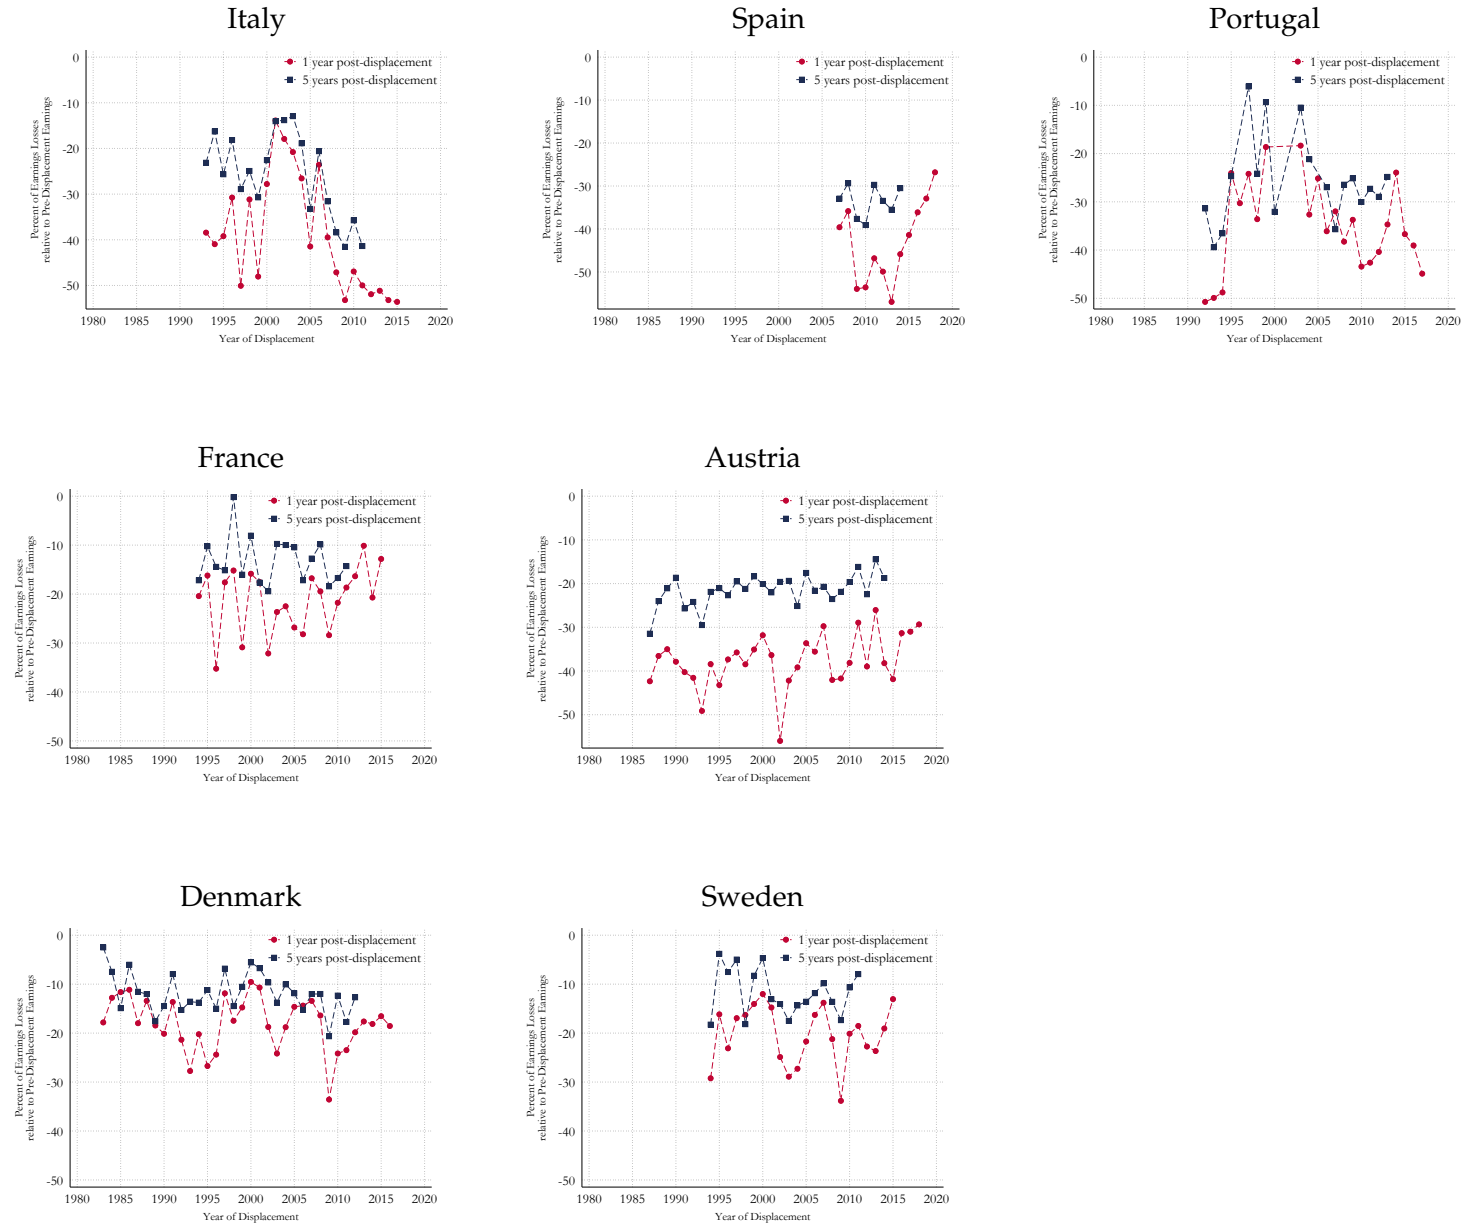 Italy
0
-10
-20
-30
-40
-50
Percent of Earnings Losses
relative to Pre-Displacement Earnings
1 year post-displacement
5 years post-displacement
1980 1985 1990 1995 2000 2005 2010 2015 2020
Year of Displacement
Spain
0
-10
-20
-30
-40
-50
Percent of Earnings Losses
relative to Pre-Displacement Earnings
1 year post-displacement
5 years post-displacement
1980 1985 1990 1995 2000 2005 2010 2015 2020
Year of Displacement
Portugal
0
-10
-20
-30
-40
-50
Percent of Earnings Losses
relative to Pre-Displacement Earnings
1 year post-displacement
5 years post-displacement
1980 1985 1990 1995 2000 2005 2010 2015 2020
Year of Displacement
France
0
-10
-20
-30
-40
-50
Percent of Earnings Losses
relative to Pre-Displacement Earnings
1 year post-displacement
5 years post-displacement
1980 1985 1990 1995 2000 2005 2010 2015 2020
Year of Displacement
Austria
0
-10
-20
-30
-40
-50
Percent of Earnings Losses
relative to Pre-Displacement Earnings
1 year post-displacement
5 years post-displacement
1980 1985 1990 1995 2000 2005 2010 2015 2020
Year of Displacement
Denmark
0
-10
-20
-30
-40
-50
Percent of Earnings Losses
relative to Pre-Displacement Earnings
1 year post-displacement
5 years post-displacement
1980 1985 1990 1995 2000 2005 2010 2015 2020
Year of Displacement
Sweden
0
-10
-20
-30
-40
-50
Percent of Earnings Losses
relative to Pre-Displacement Earnings
1 year post-displacement
5 years post-displacement
1980 1985 1990 1995 2000 2005 2010 2015 2020
Year of Displacement